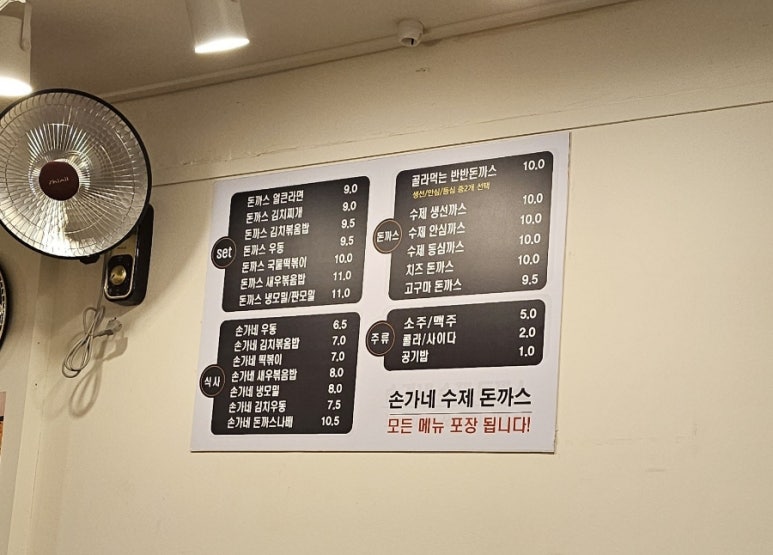 set
돈까스 얼큰라면 9.0
돈까스 김치찌개 9.0
돈까스 김치볶음밥 9.5
돈까스 우동 9.5
돈까스 국물떡볶이 10.0
돈까스 새우볶음밥 11.0
돈까스 냉모밀/판모밀 11.0
식사
손가네 우동 6.5
손가네 김치볶음밥 7.0
손가네 떡볶이 7.0
손가네 새우볶음밥 8.0
손가네 냉모밀 8.0
손가네 김치우동 7.5
손가네 돈까스나베 10.5
돈까스
골라먹는 반반돈까스 10.0
생선/안심/등심 중2개 선택
수제 생선까스 10.0
수제 안심까스 10.0
수제 등심까스 10.0
치즈 돈까스 10.0
고구마 돈까스 9.5
주류
소주/맥주 5.0
콜라/사이다 2.0
공기밥 1.0
손가네 수제 돈까스
모든 메뉴 포장 됩니다!